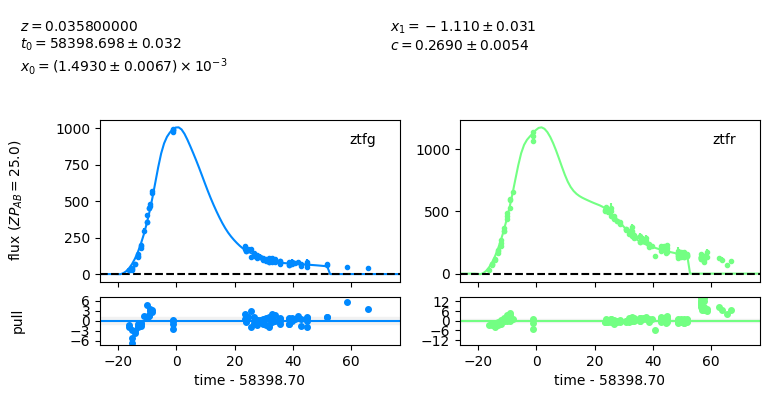 z = 0.035800000
t0 = 58398.698 ± 0.032
x0 = (1.4930 ± 0.0067) × 10^−3
x1 = −1.110 ± 0.031
c = 0.2690 ± 0.0054
flux (ZP_AB = 25.0)
1000
750
500
250
0
ztfg
1000
500
0
ztfr
pull
6
3
0
−3
−6
−20 0 20 40 60
time - 58398.70
12
6
0
−6
−12
−20 0 20 40 60
time - 58398.70